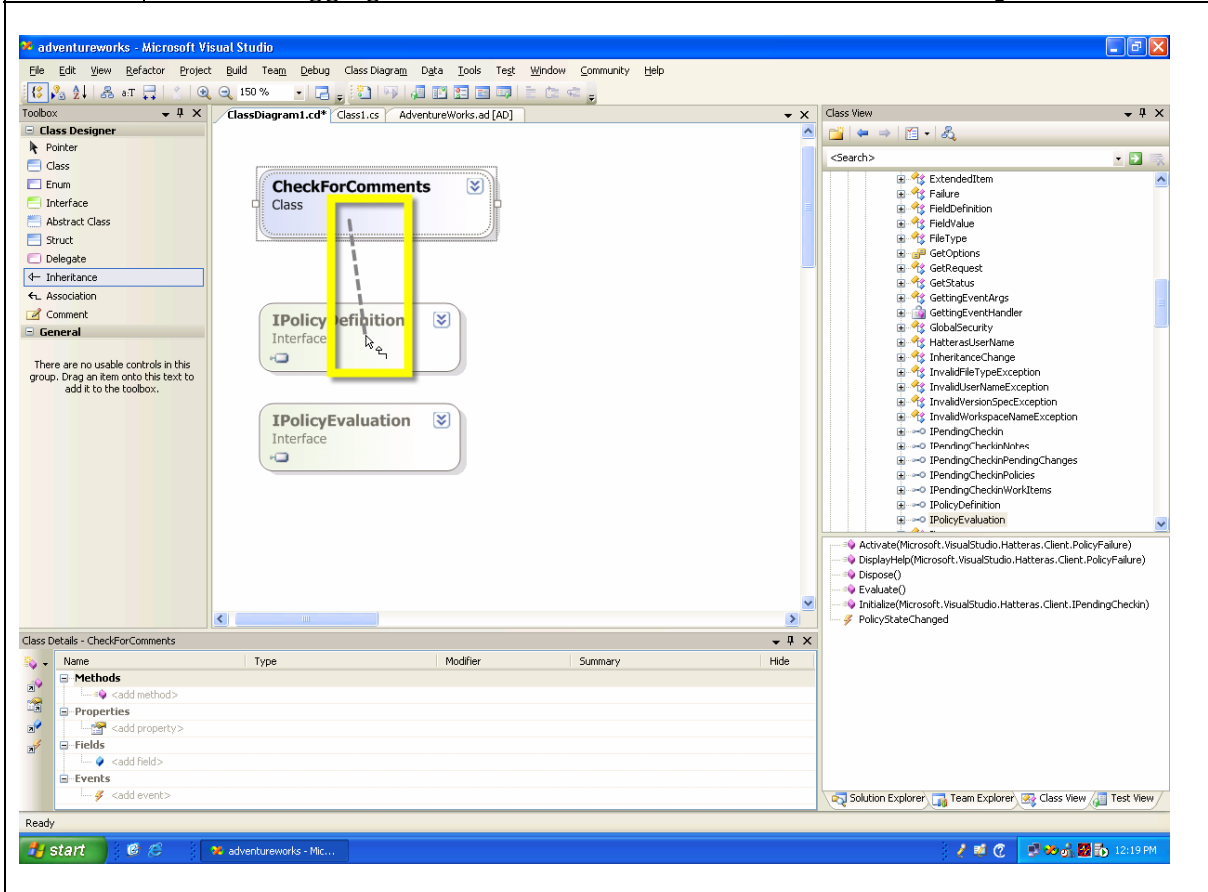 adventureworks - Microsoft Visual Studio
File Edit View Refactor Project Build Team Debug Class Diagram Data Tools Test Window Community Help
150 %
Toolbox
Class Designer
Pointer
Class
Enum
Interface
Abstract Class
Struct
Delegate
Inheritance
Association
Comment
General
There are no usable controls in this
group. Drag an item onto this text to
add it to the toolbox.
ClassDiagram1.cd* Class1.cs AdventureWorks.ad [AD]
CheckForComments
Class
IPolicyDefinition
Interface
IPolicyEvaluation
Interface
Class View
<Search>
ExtendedItem
Failure
FieldDefinition
FieldValue
FileType
GetOptions
GetRequest
GetStatus
GettingEventArgs
GettingEventHandler
GlobalSecurity
HatterasUserName
InheritanceChange
InvalidFileTypeException
InvalidUserNameException
InvalidVersionSpecException
InvalidWorkspaceNameException
IPendingCheckin
IPendingCheckinNotes
IPendingCheckinPendingChanges
IPendingCheckinPolicies
IPendingCheckinWorkItems
IPolicyDefinition
IPolicyEvaluation
Activate(Microsoft.VisualStudio.Hatteras.Client.PolicyFailure)
DisplayHelp(Microsoft.VisualStudio.Hatteras.Client.PolicyFailure)
Dispose()
Evaluate()
Initialize(Microsoft.VisualStudio.Hatteras.Client.IPendingCheckin)
PolicyStateChanged
Class Details - CheckForComments
Name Type Modifier Summary Hide
Methods
<add method>
Properties
<add property>
Fields
<add field>
Events
<add event>
Solution Explorer Team Explorer Class View Test View
Ready
start adventureworks - Mic... 12:19 PM